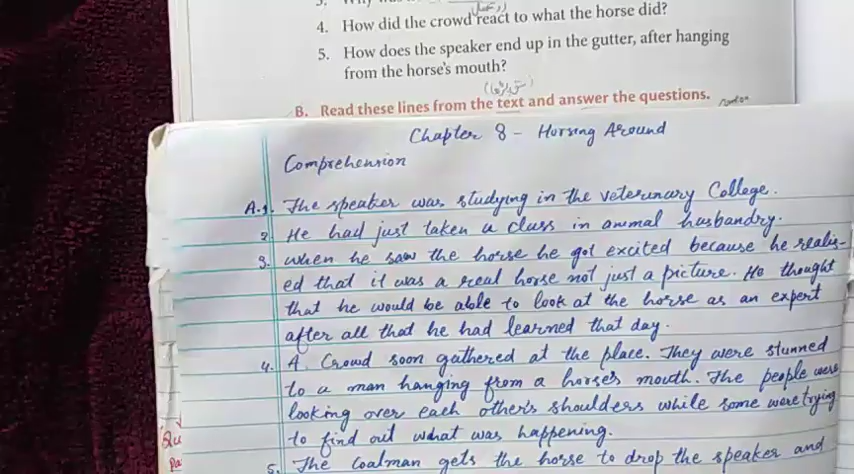 4. How did the crowd react to what the horse did?
5. How does the speaker end up in the gutter, after hanging
from the horse's mouth?
B. Read these lines from the text and answer the questions.
Chapter 8 - Horsing Around
Comprehension
A.1. The speaker was studying in the veterinary College.
2. He had just taken a class in animal husbandry.
3. when he saw the horse he got excited because he realis-
ed that it was a real horse not just a picture. He thought
that he would be able to look at the horse as an expert
after all that he had learned that day.
4. A. Crowd soon gathered at the place. They were stunned
to a man hanging from a horse's mouth. The people were
looking over each other's shoulders while some were trying
to find out what was happening.
5. The Coalman gets the horse to drop the speaker and